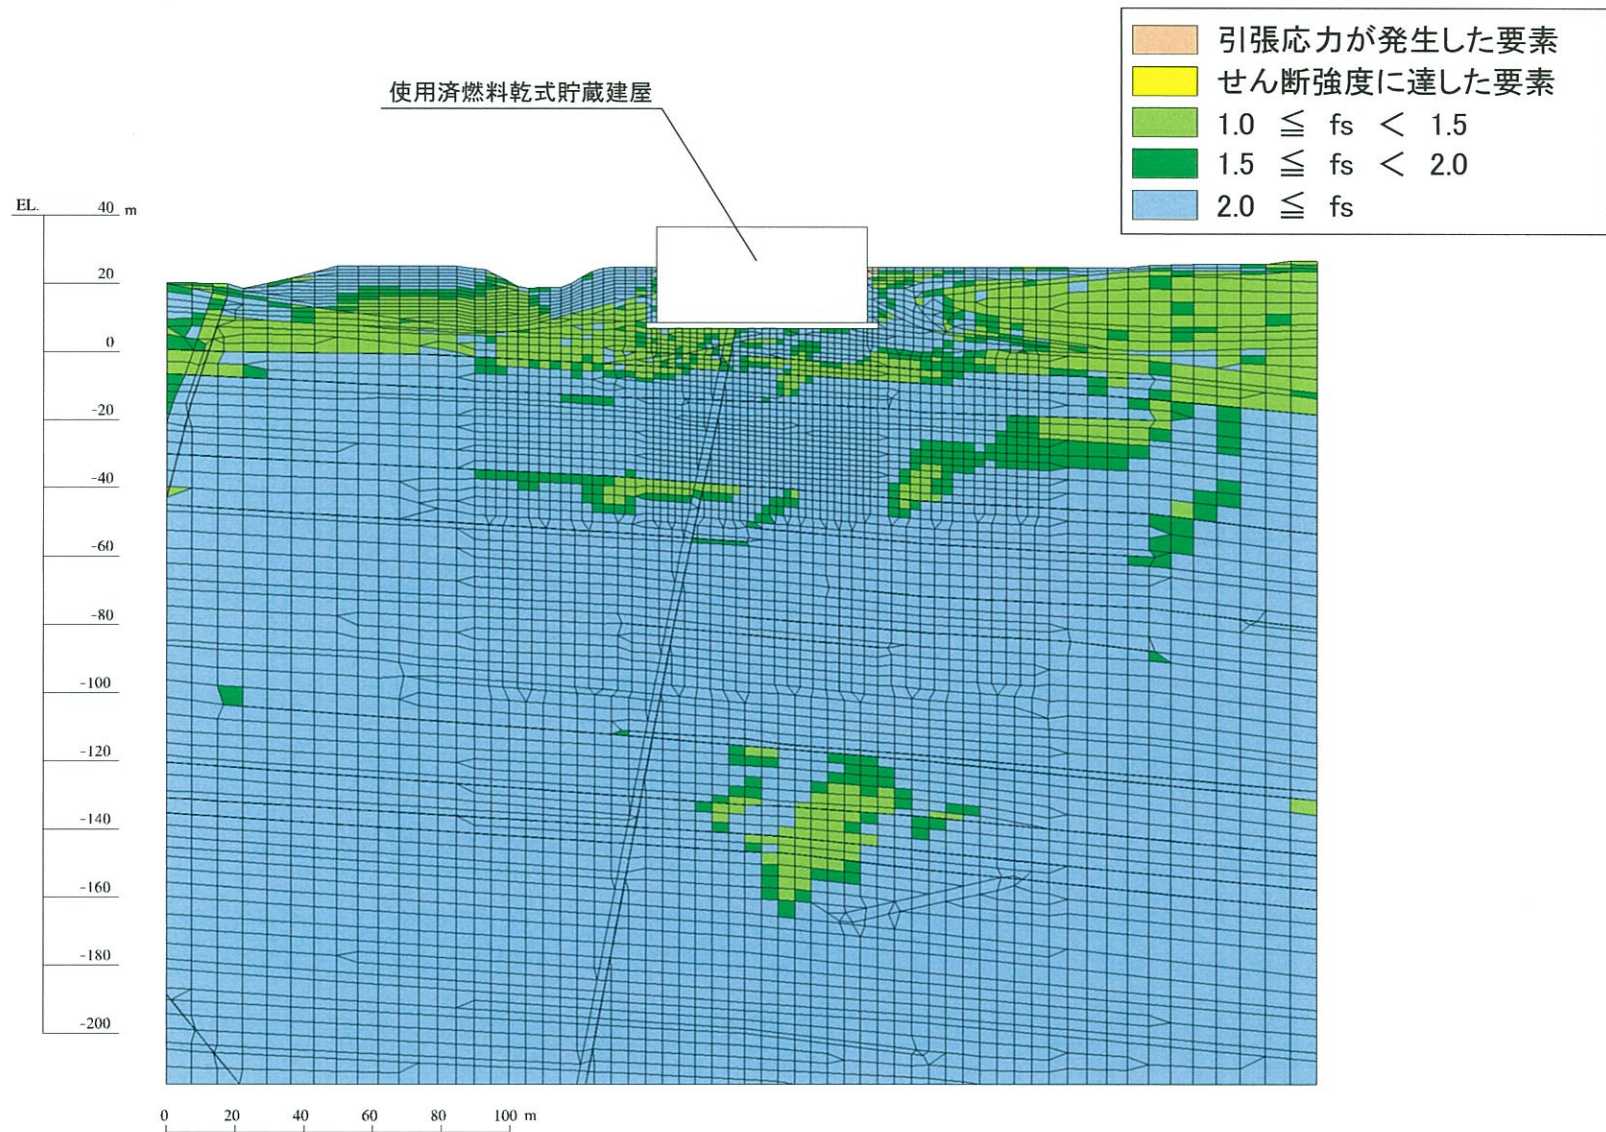 引張応力が発生した要素
せん断強度に達した要素
1.0 ≦ fs < 1.5
1.5 ≦ fs < 2.0
2.0 ≦ fs
使用済燃料乾式貯蔵建屋
EL.
40 m
20
0
-20
-40
-60
-80
-100
-120
-140
-160
-180
-200
0 20 40 60 80 100 m